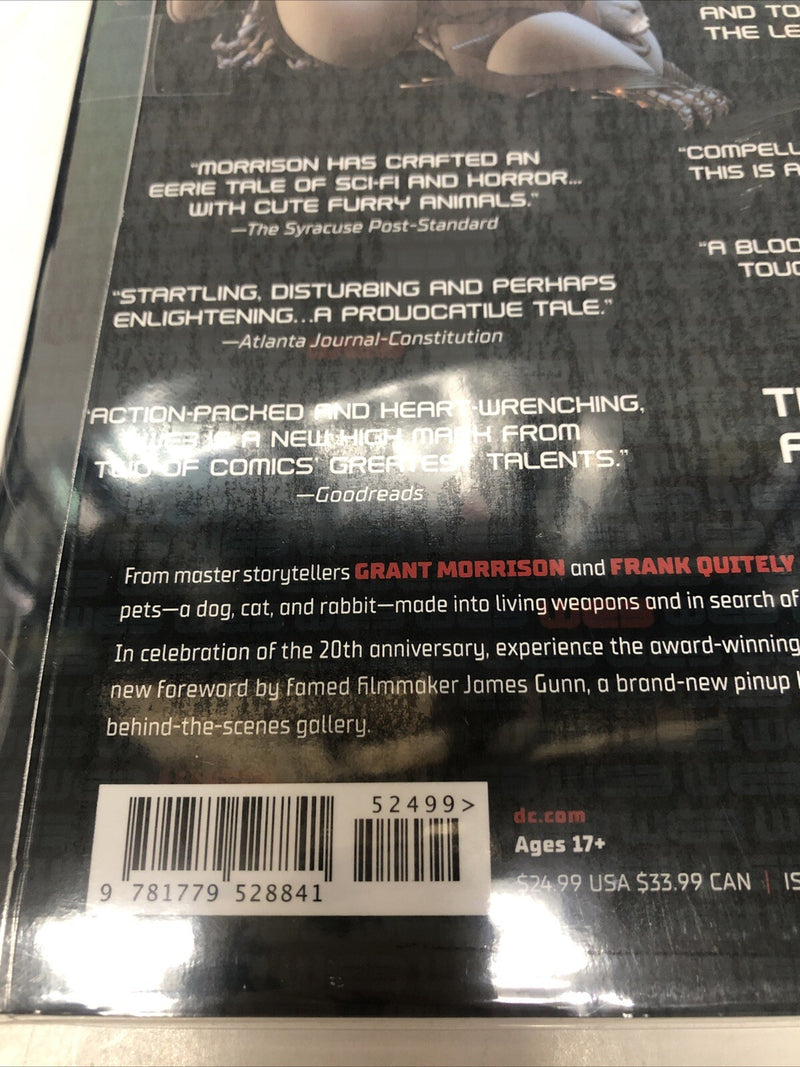 AND TO
THE LE
"MORRISON HAS CRAFTED AN
EERIE TALE OF SCI-FI AND HORROR...
WITH CUTE FURRY ANIMALS."
—The Syracuse Post-Standard
"COMPELL
THIS IS A
"STARTLING, DISTURBING AND PERHAPS
ENLIGHTENING...A PROVOCATIVE TALE."
—Atlanta Journal-Constitution
"A BLOO
TOUC
"ACTION-PACKED AND HEART-WRENCHING,
WE3 IS A NEW HIGH MARK FROM
TWO OF COMICS' GREATEST TALENTS."
—Goodreads
From master storytellers GRANT MORRISON and FRANK QUITELY
pets—a dog, cat, and rabbit—made into living weapons and in search of
In celebration of the 20th anniversary, experience the award-winning
new foreword by famed filmmaker James Gunn, a brand-new pinup
behind-the-scenes gallery.
52499>
9 781779 528841
dc.com
Ages 17+
$24.99 USA $33.99 CAN | IS